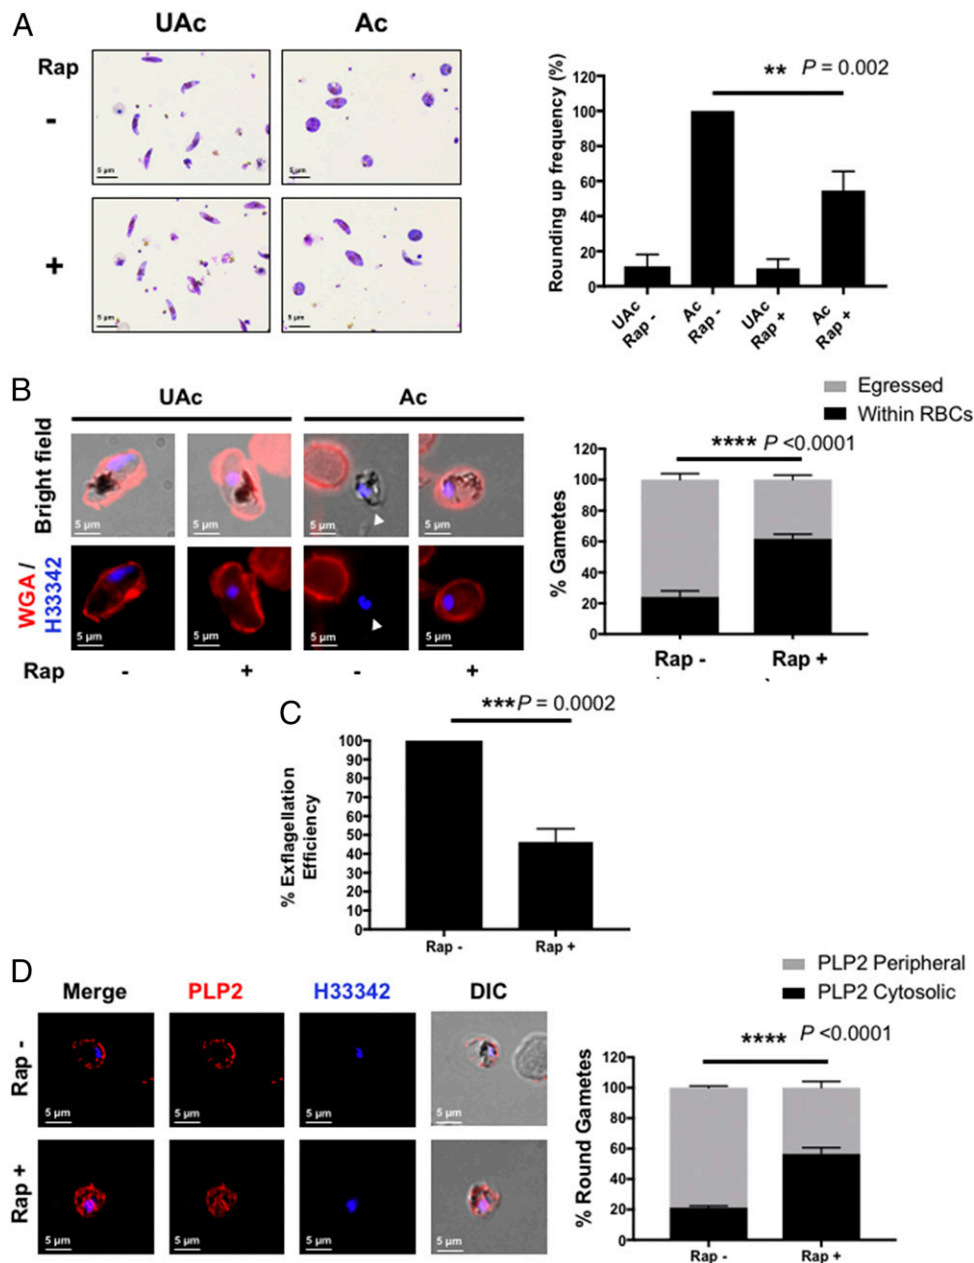 A
UAc
Ac
Rap
-
+
5 µm
5 µm
5 µm
5 µm
Rounding up frequency (%)
** P = 0.002
120
100
80
60
40
20
0
UAc Rap -
Ac Rap -
UAc Rap +
Ac Rap +
B
UAc
Ac
Bright field
5 µm
5 µm
5 µm
5 µm
WGA / H33342
5 µm
5 µm
5 µm
5 µm
Rap - + - +
Egressed
Within RBCs
**** P <0.0001
% Gametes
120
100
80
60
40
20
0
Rap -
Rap +
C
***P = 0.0002
% Exflagellation Efficiency
100
90
80
70
60
50
40
30
20
10
0
Rap -
Rap +
D
Merge
PLP2
H33342
DIC
Rap -
5 µm
5 µm
5 µm
5 µm
Rap +
5 µm
5 µm
5 µm
5 µm
PLP2 Peripheral
PLP2 Cytosolic
**** P <0.0001
% Round Gametes
120
100
80
60
40
20
0
Rap -
Rap +